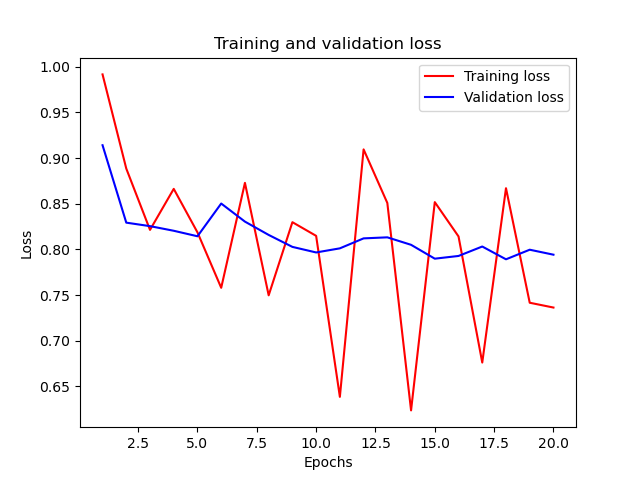 Training and validation loss
Training loss
Validation loss
1.00
0.95
0.90
0.85
0.80
0.75
0.70
0.65
Loss
2.5 5.0 7.5 10.0 12.5 15.0 17.5 20.0
Epochs